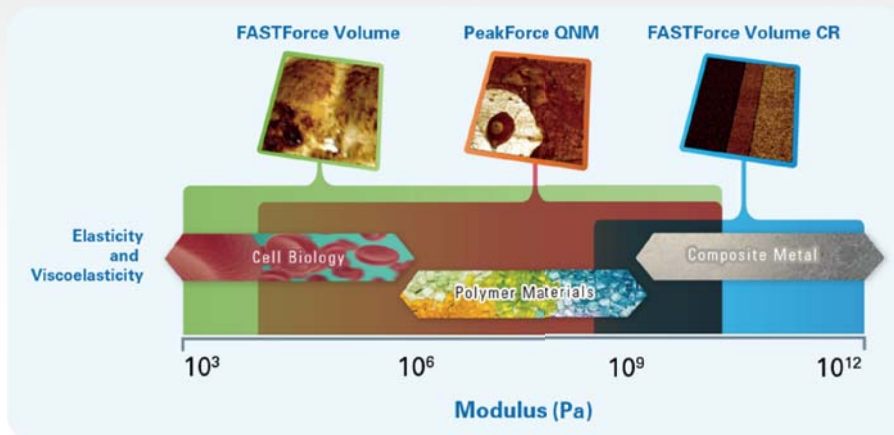 FASTForce Volume PeakForce QNM FASTForce Volume CR
Elasticity
and
Viscoelasticity
Cell Biology
Composite Metal
Polymer Materials
10³ 10⁶ 10⁹ 10¹²
Modulus (Pa)